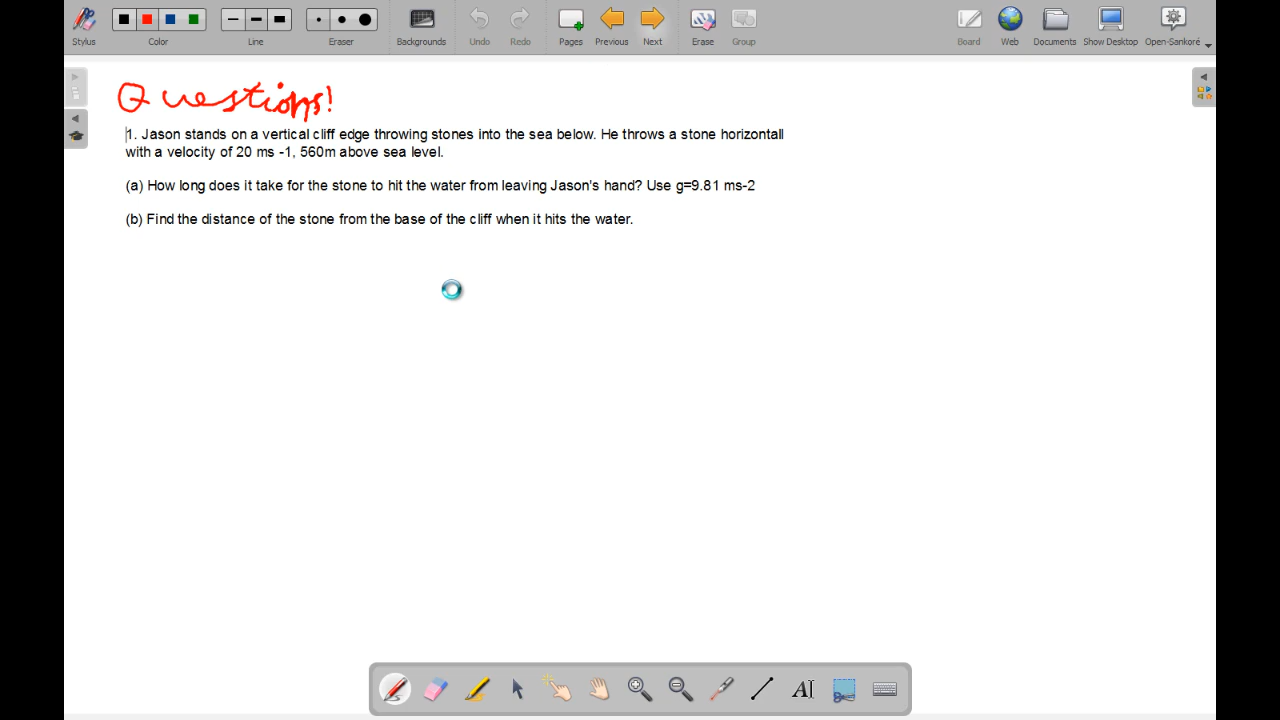 Stylus
Color
Line
Eraser
Backgrounds
Undo
Redo
Pages
Previous
Next
Erase
Group
Board
Web
Documents
Show Desktop
Open-Sankoré
Questions!
1. Jason stands on a vertical cliff edge throwing stones into the sea below. He throws a stone horizontall
with a velocity of 20 ms -1, 560m above sea level.
(a) How long does it take for the stone to hit the water from leaving Jason's hand? Use g=9.81 ms-2
(b) Find the distance of the stone from the base of the cliff when it hits the water.
AI